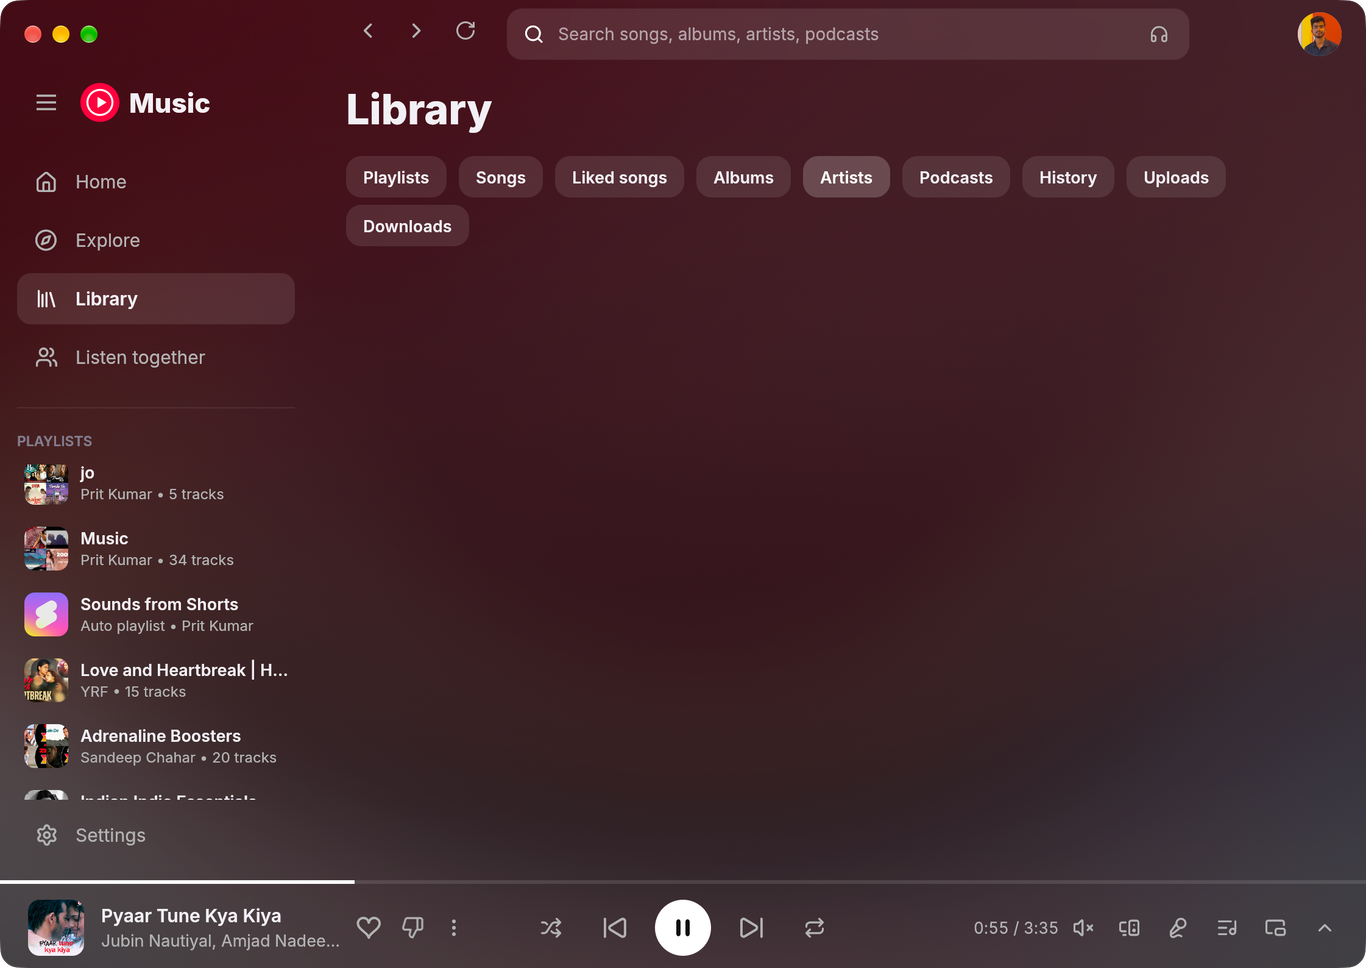 Search songs, albums, artists, podcasts
Music
Home
Explore
Library
Listen together
PLAYLISTS
jo
Prit Kumar • 5 tracks
Music
Prit Kumar • 34 tracks
Sounds from Shorts
Auto playlist • Prit Kumar
Love and Heartbreak | H...
YRF • 15 tracks
Adrenaline Boosters
Sandeep Chahar • 20 tracks
Indian Indie Essentials
Settings
Library
Playlists Songs Liked songs Albums Artists Podcasts History Uploads
Downloads
Pyaar Tune Kya Kiya
Jubin Nautiyal, Amjad Nadee...
0:55 / 3:35